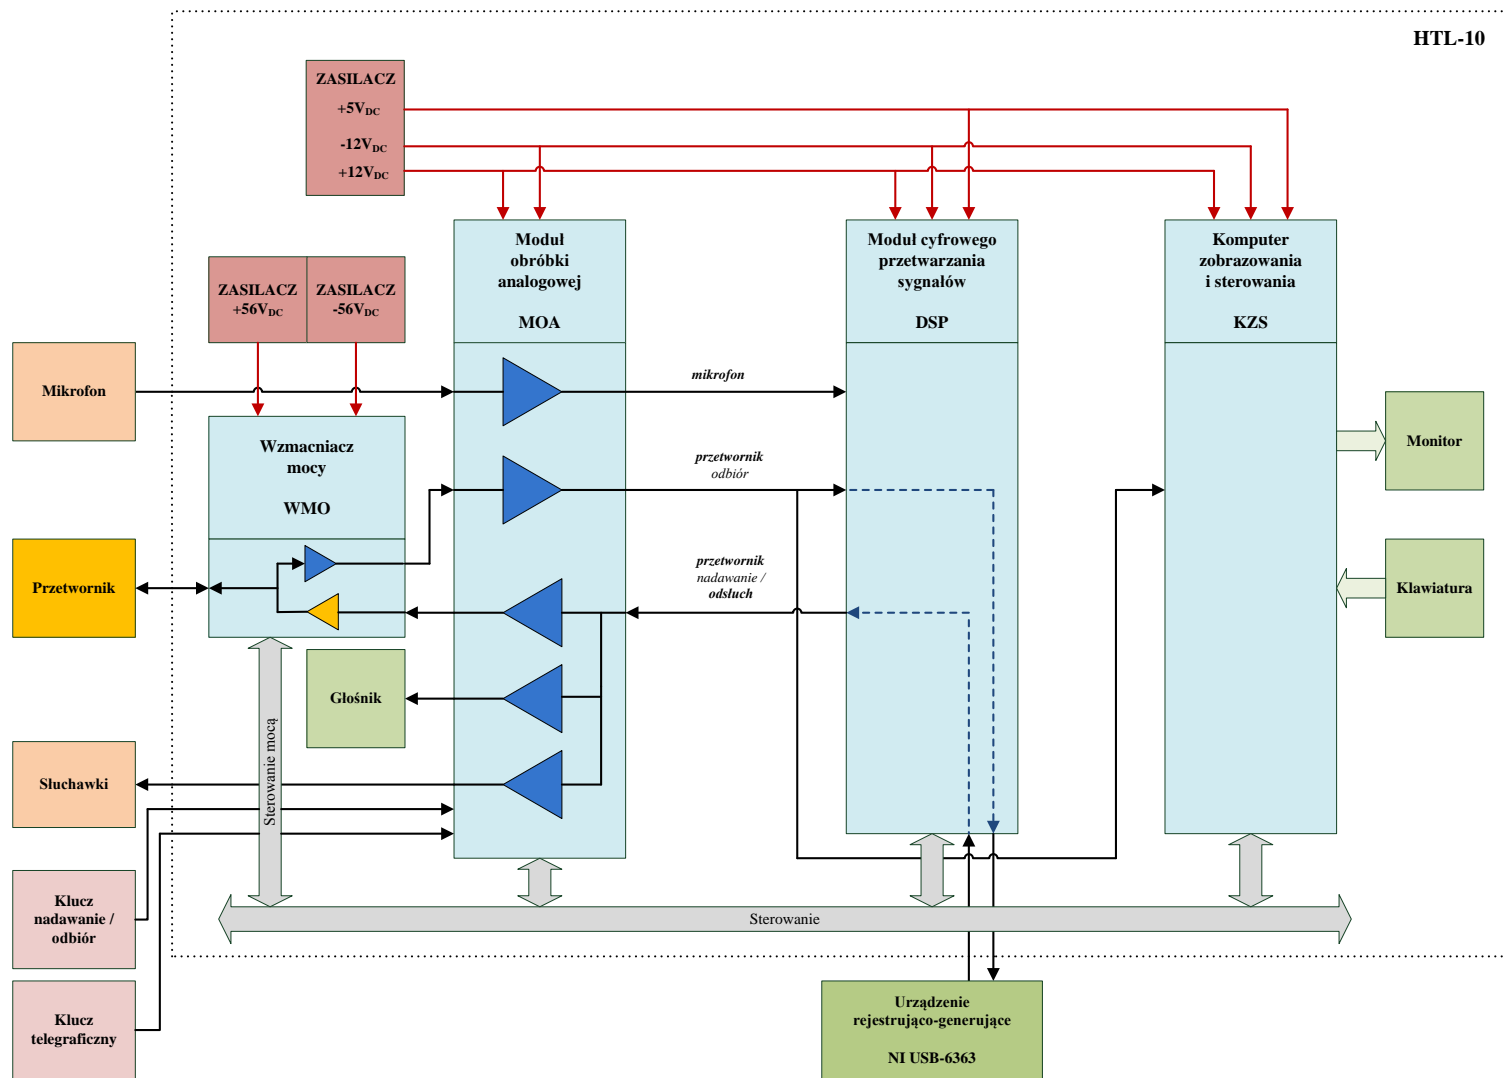 HTL-10
ZASILACZ
+5VDC
-12VDC
+12VDC
Moduł
obróbki
analogowej
MOA
Moduł cyfrowego
przetwarzania
sygnałów
DSP
Komputer
zobrazowania
i sterowania
KZS
ZASILACZ
+56VDC
ZASILACZ
-56VDC
Mikrofon
mikrofon
Wzmacniacz
mocy
WMO
przetwornik
odbiór
Monitor
Przetwornik
przetwornik
nadawanie /
odsłuch
Klawiatura
Głośnik
Sterowanie mocą
Słuchawki
Klucz
nadawanie /
odbiór
Sterowanie
Klucz
telegraficzny
Urządzenie
rejestrująco-generujące
NI USB-6363